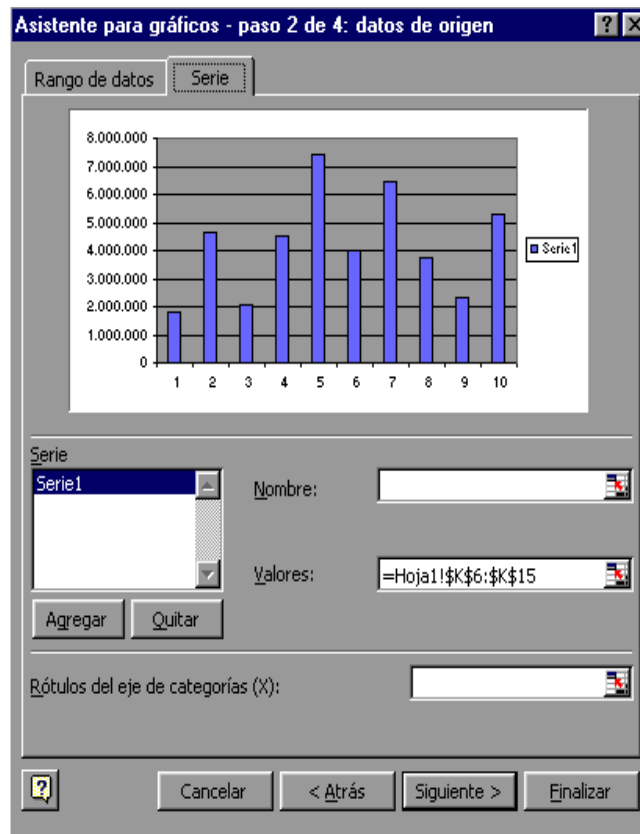 Asistente para gráficos - paso 2 de 4: datos de origen
Rango de datos Serie
8.000.000
7.000.000
6.000.000
5.000.000
4.000.000
3.000.000
2.000.000
1.000.000
0
1 2 3 4 5 6 7 8 9 10
Serie1
Serie
Serie1
Nombre:
Valores: =Hoja1!$K$6:$K$15
Agregar Quitar
Rótulos del eje de categorías (X):
Cancelar < Atrás Siguiente > Finalizar